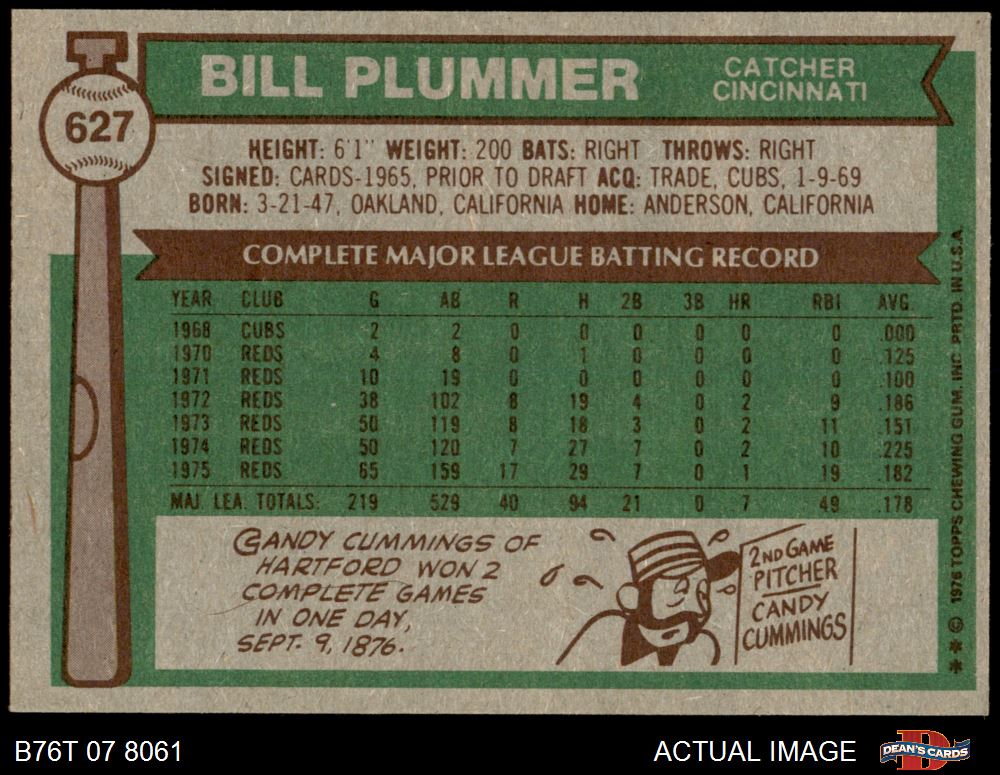 627
BILL PLUMMER
CATCHER
CINCINNATI
HEIGHT: 6'1" WEIGHT: 200 BATS: RIGHT THROWS: RIGHT
SIGNED: CARDS-1965, PRIOR TO DRAFT ACQ: TRADE, CUBS, 1-9-69
BORN: 3-21-47, OAKLAND, CALIFORNIA HOME: ANDERSON, CALIFORNIA
COMPLETE MAJOR LEAGUE BATTING RECORD
YEAR CLUB G AB R H 2B 3B HR RBI AVG.
1968 CUBS 2 2 0 0 0 0 0 0 .000
1970 REDS 4 8 0 1 0 0 0 0 .125
1971 REDS 10 19 0 0 0 0 0 0 .100
1972 REDS 38 102 8 19 4 0 2 9 .186
1973 REDS 50 119 8 18 3 0 2 11 .151
1974 REDS 50 120 7 27 7 0 2 10 .225
1975 REDS 65 159 17 29 7 0 1 19 .182
MAJ. LEA. TOTALS: 219 529 40 94 21 0 7 49 .178
CANDY CUMMINGS OF
HARTFORD WON 2
COMPLETE GAMES
IN ONE DAY,
SEPT. 9, 1876.
2ND GAME
PITCHER
CANDY
CUMMINGS
* * © 1976 TOPPS CHEWING GUM, INC. PRTD. IN U.S.A.
B76T 07 8061
ACTUAL IMAGE
D
DEAN'S CARDS